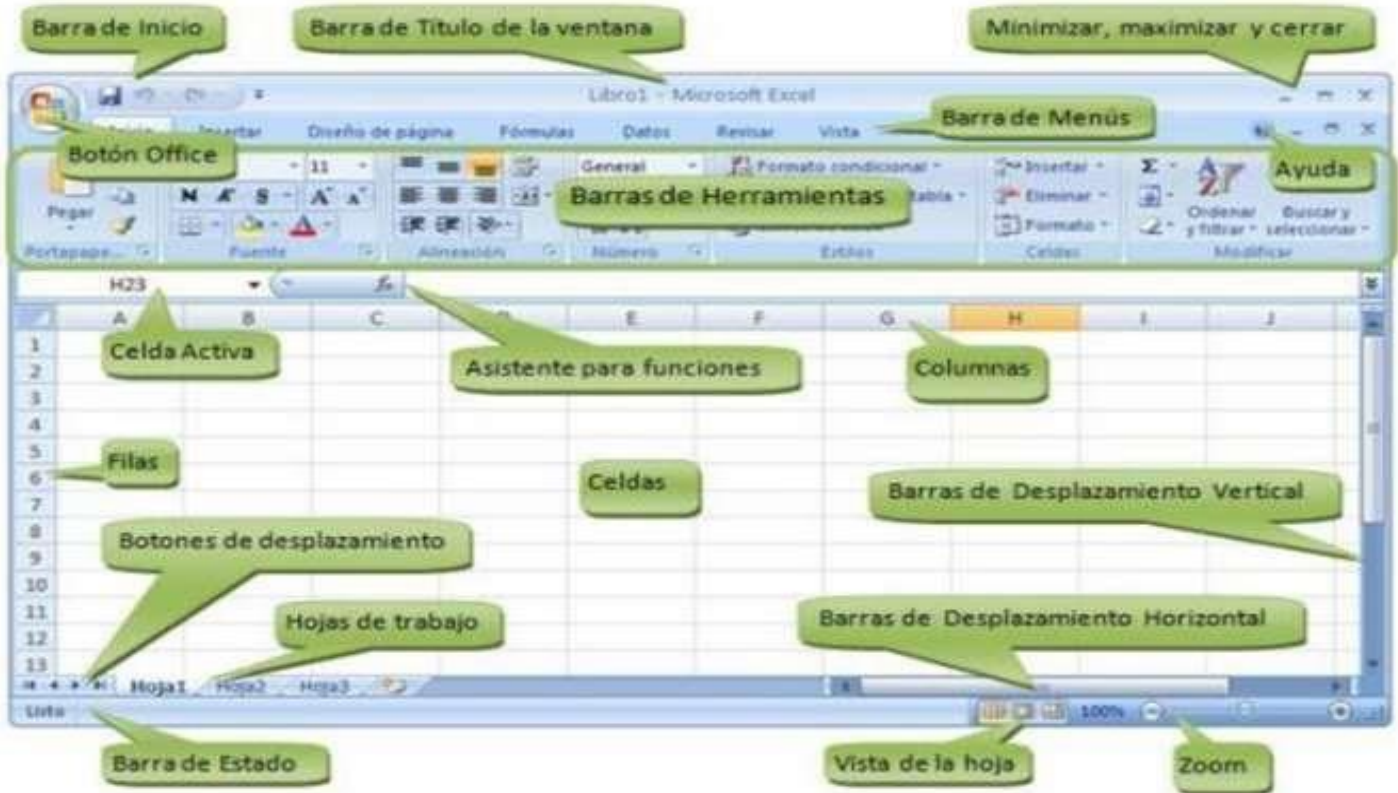 Barra de Inicio Barra de Título de la ventana Minimizar, maximizar y cerrar
Libro1 - Microsoft Excel
Insertar Diseño de página Fórmulas Datos Revisar Vista Barra de Menús
Botón Office 11 General Formato condicional Insertar Σ Ayuda
N K S A A Barras de Herramientas tabla Eliminar
Pegar Formato Ordenar y filtrar Buscar y seleccionar
Portapape... Fuente Alineación Número Estilos Celdas Modificar
H23 fx
A B C E F G H I J
1 Celda Activa Asistente para funciones Columnas
2
3
4
5 Filas
6 Celdas Barras de Desplazamiento Vertical
7
8 Botones de desplazamiento
9
10
11 Hojas de trabajo Barras de Desplazamiento Horizontal
12
13
Hoja1 Hoja2 Hoja3
Listo 100%
Barra de Estado Vista de la hoja Zoom